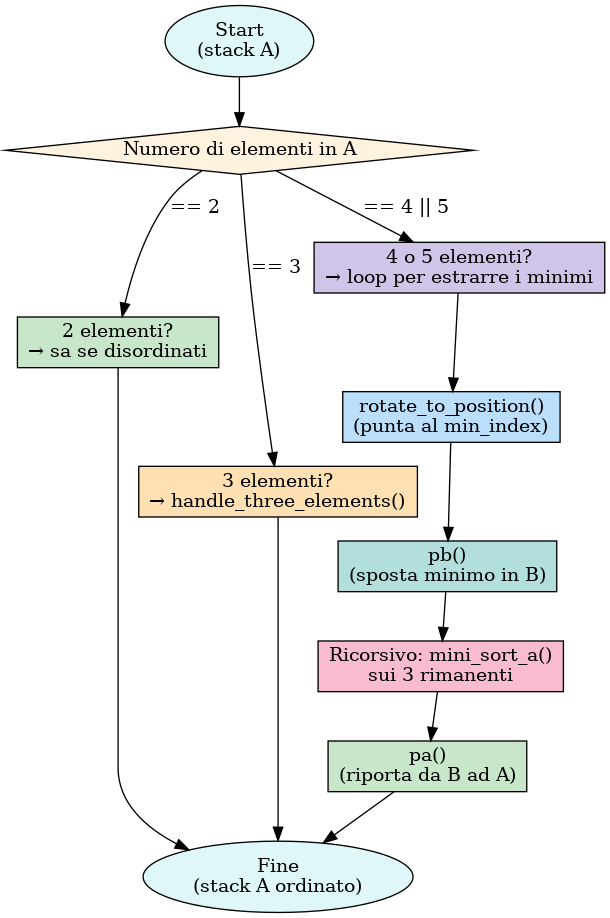 Start
(stack A)
Numero di elementi in A
== 2
== 4 || 5
== 3
4 o 5 elementi?
→ loop per estrarre i minimi
2 elementi?
→ sa se disordinati
rotate_to_position()
(punta al min_index)
3 elementi?
→ handle_three_elements()
pb()
(sposta minimo in B)
Ricorsivo: mini_sort_a()
sui 3 rimanenti
pa()
(riporta da B ad A)
Fine
(stack A ordinato)